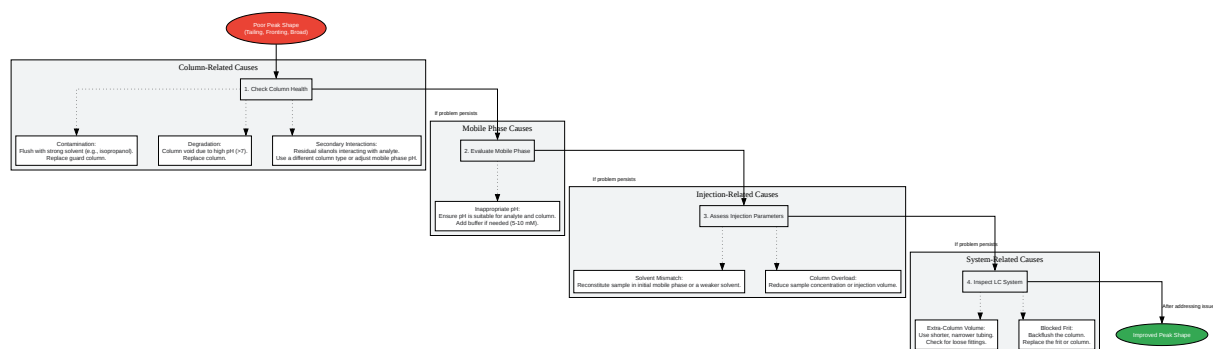 Poor Peak Shape
(Tailing, Fronting, Broad)
Column-Related Causes
1. Check Column Health
Contamination:
Flush with strong solvent (e.g., isopropanol).
Replace guard column.
Degradation:
Column void due to high pH (>7).
Replace column.
Secondary Interactions:
Residual silanols interacting with analyte.
Use a different column type or adjust mobile phase pH.
If problem persists
Mobile Phase Causes
2. Evaluate Mobile Phase
Inappropriate pH:
Ensure pH is suitable for analyte and column.
Add buffer if needed (5-10 mM).
If problem persists
Injection-Related Causes
3. Assess Injection Parameters
Solvent Mismatch:
Reconstitute sample in initial mobile phase or a weaker solvent.
Column Overload:
Reduce sample concentration or injection volume.
If problem persists
System-Related Causes
4. Inspect LC System
Extra-Column Volume:
Use shorter, narrower tubing.
Check for loose fittings.
Blocked Frit:
Backflush the column.
Replace the frit or column.
After addressing issue
Improved Peak Shape